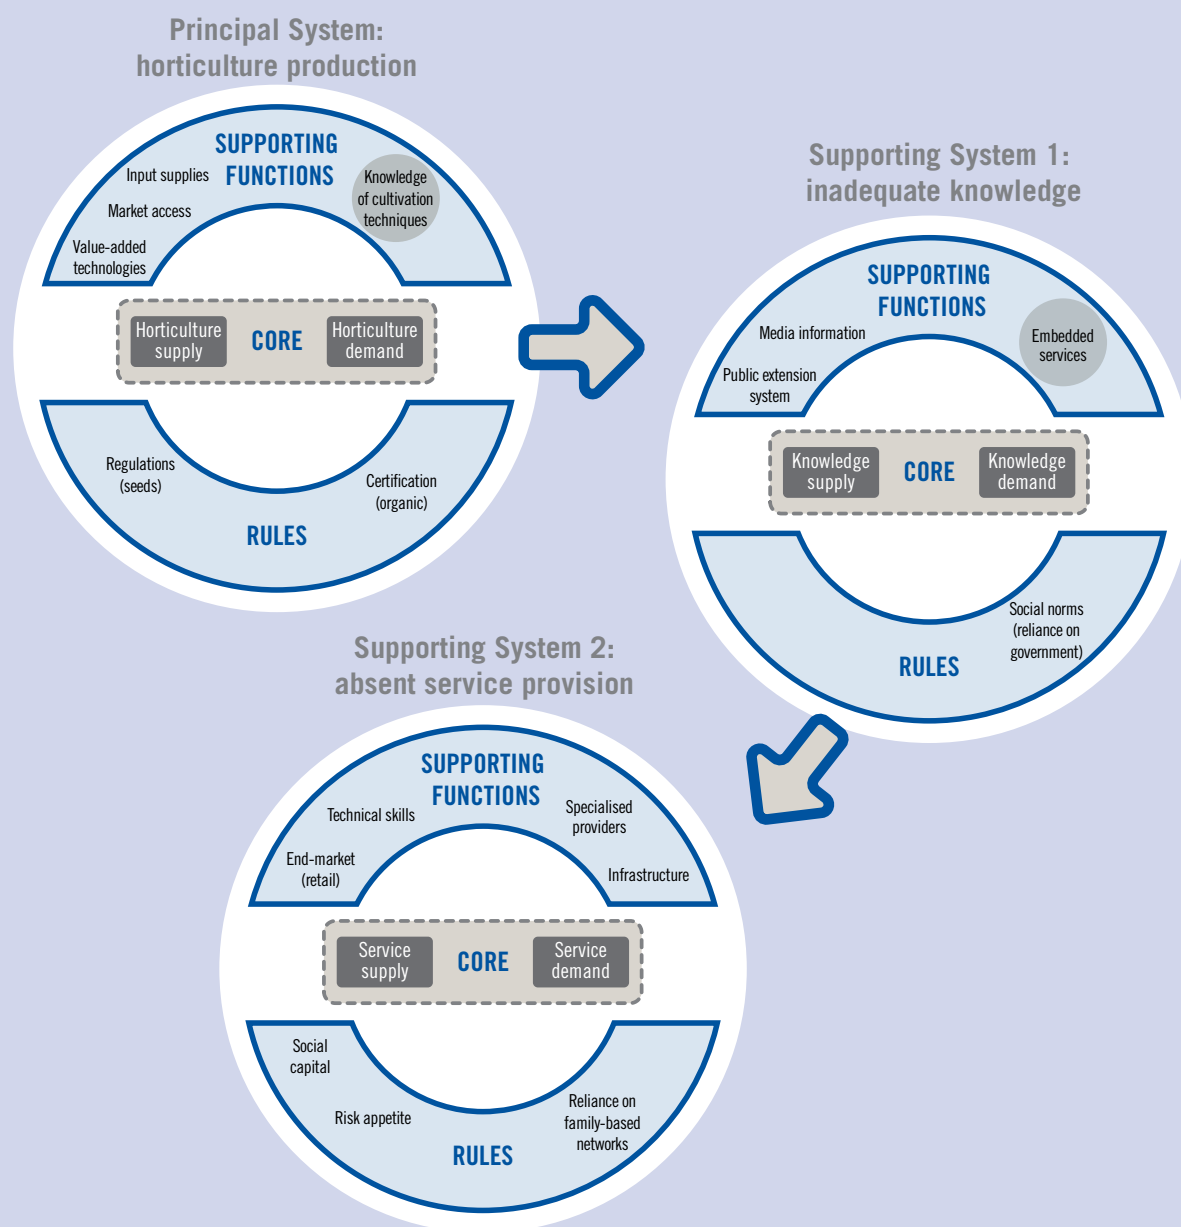 Principal System:
horticulture production
SUPPORTING
FUNCTIONS
Input supplies
Market access
Value-added
technologies
Knowledge
of cultivation
techniques
Horticulture
supply
CORE
Horticulture
demand
Regulations
(seeds)
Certification
(organic)
RULES
Supporting System 1:
inadequate knowledge
SUPPORTING
FUNCTIONS
Media information
Public extension
system
Embedded
services
Knowledge
supply
CORE
Knowledge
demand
Social norms
(reliance on
government)
RULES
Supporting System 2:
absent service provision
SUPPORTING
FUNCTIONS
Technical skills
End-market
(retail)
Specialised
providers
Infrastructure
Service
supply
CORE
Service
demand
Social
capital
Risk appetite
Reliance on
family-based
networks
RULES